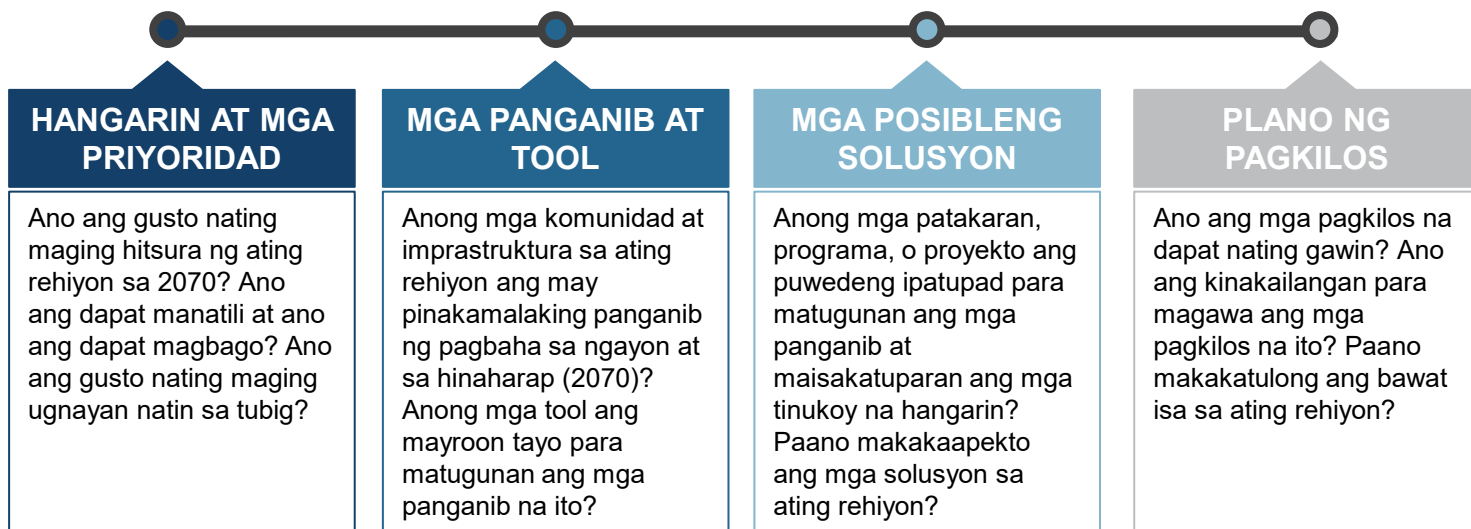 HANGARIN AT MGA
PRIYORIDAD
Ano ang gusto nating
maging hitsura ng ating
rehiyon sa 2070? Ano
ang dapat manatili at ano
ang dapat magbago? Ano
ang gusto nating maging
ugnayan natin sa tubig?
MGA PANGANIB AT
TOOL
Anong mga komunidad at
imprastruktura sa ating
rehiyon ang may
pinakamalaking panganib
ng pagbaha sa ngayon at
sa hinaharap (2070)?
Anong mga tool ang
mayroon tayo para
matugunan ang mga
panganib na ito?
MGA POSIBLENG
SOLUSYON
Anong mga patakaran,
programa, o proyekto ang
puwedeng ipatupad para
matugunan ang mga
panganib at
maisakatuparan ang mga
tinukoy na hangarin?
Paano makakaapekto
ang mga solusyon sa
ating rehiyon?
PLANO NG
PAGKILOS
Ano ang mga pagkilos na
dapat nating gawin? Ano
ang kinakailangan para
magawa ang mga
pagkilos na ito? Paano
makakatulong ang bawat
isa sa ating rehiyon?